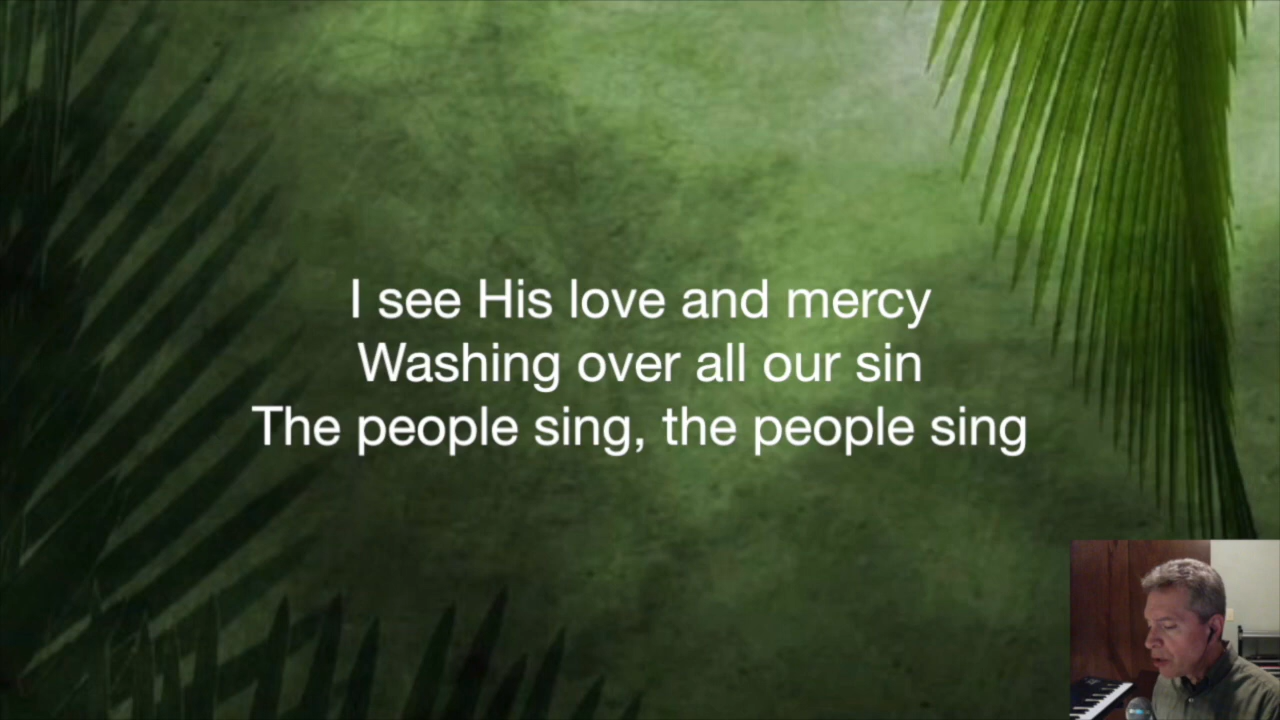 I see His love and mercy
Washing over all our sin
The people sing, the people sing